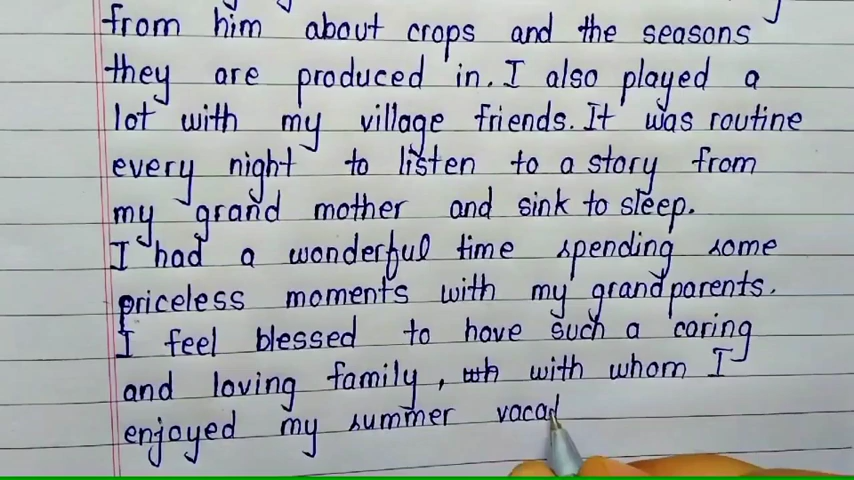 from him about crops and the seasons
they are produced in. I also played a
lot with my village friends. It was routine
every night to listen to a story from
my grand mother and sink to sleep.
I had a wonderful time spending some
priceless moments with my grandparents.
I feel blessed to have such a caring
and loving family, with whom I
enjoyed my summer vaca